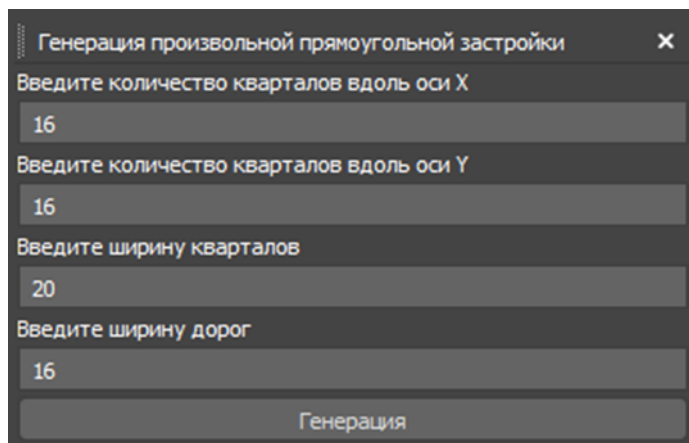 Генерация произвольной прямоугольной застройки
Введите количество кварталов вдоль оси X
16
Введите количество кварталов вдоль оси Y
16
Введите ширину кварталов
20
Введите ширину дорог
16
Генерация